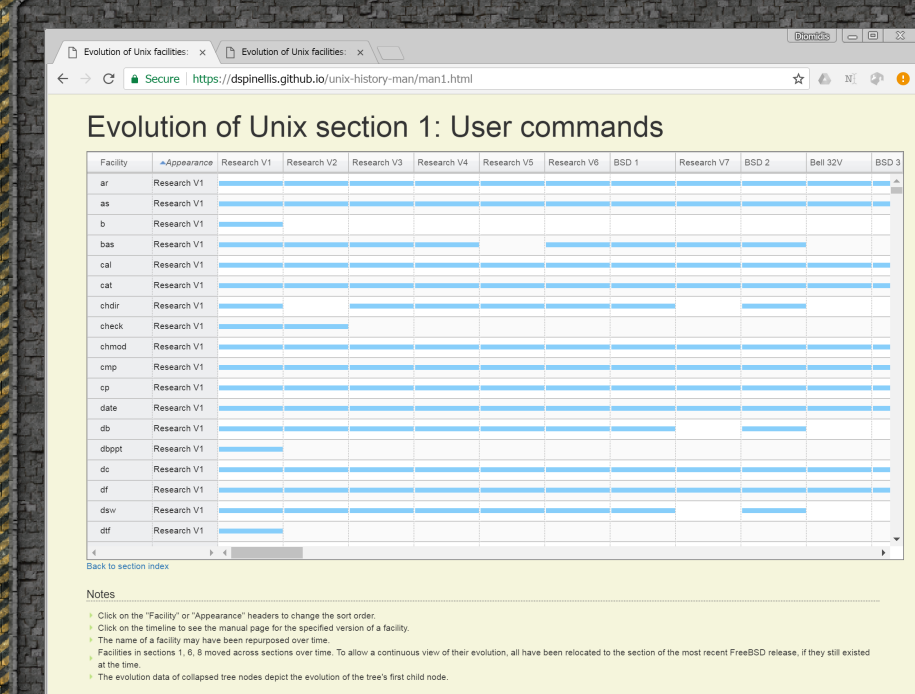 Diomidis
Evolution of Unix facilities: × Evolution of Unix facilities: ×
Secure https://dspinellis.github.io/unix-history-man/man1.html
Evolution of Unix section 1: User commands
Facility Appearance Research V1 Research V2 Research V3 Research V4 Research V5 Research V6 BSD 1 Research V7 BSD 2 Bell 32V BSD 3
ar Research V1
as Research V1
b Research V1
bas Research V1
cal Research V1
cat Research V1
chdir Research V1
check Research V1
chmod Research V1
cmp Research V1
cp Research V1
date Research V1
db Research V1
dbppt Research V1
dc Research V1
df Research V1
dsw Research V1
dtf Research V1
Back to section index
Notes
Click on the "Facility" or "Appearance" headers to change the sort order.
Click on the timeline to see the manual page for the specified version of a facility.
The name of a facility may have been repurposed over time.
Facilities in sections 1, 6, 8 moved across sections over time. To allow a continuous view of their evolution, all have been relocated to the section of the most recent FreeBSD release, if they still existed
at the time.
The evolution data of collapsed tree nodes depict the evolution of the tree's first child node.